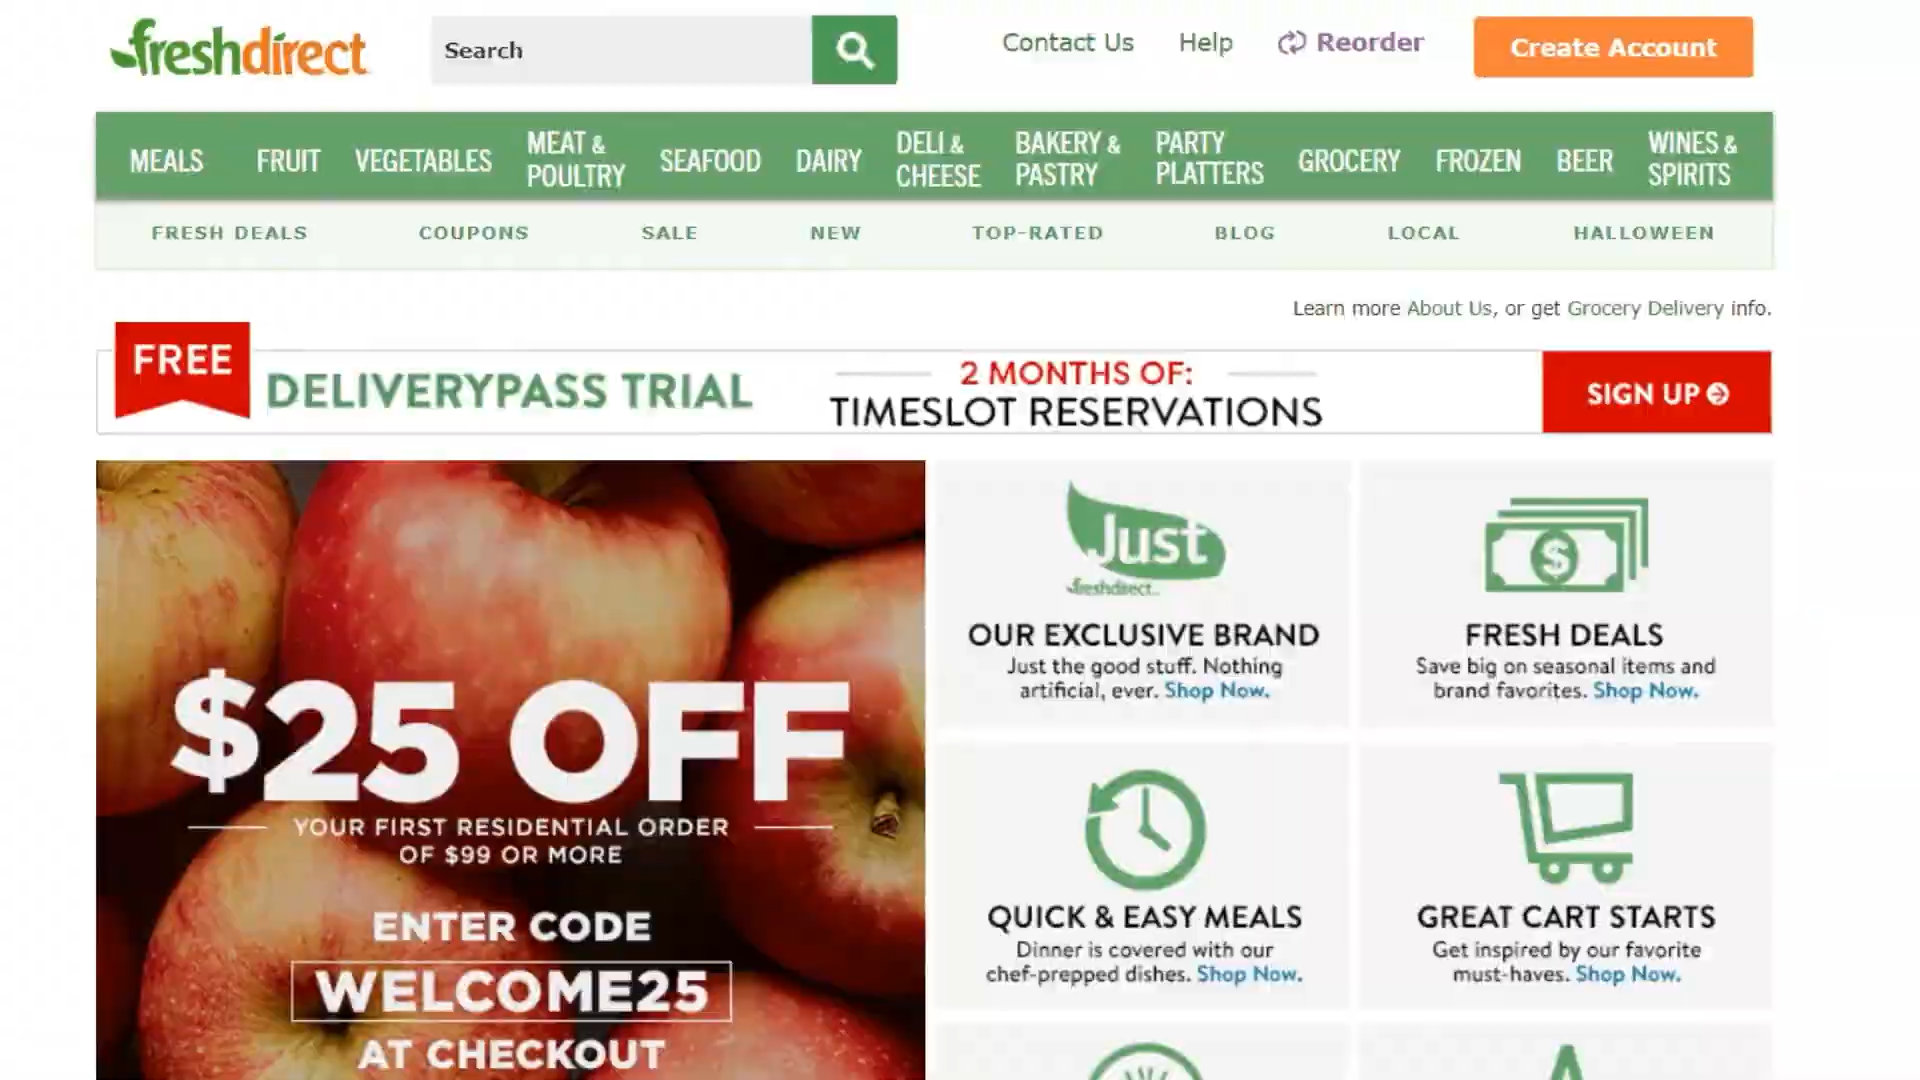 freshdirect
Search
Contact Us
Help
Reorder
Create Account
MEALS
FRUIT
VEGETABLES
MEAT &
POULTRY
SEAFOOD
DAIRY
DELI &
CHEESE
BAKERY &
PASTRY
PARTY
PLATTERS
GROCERY
FROZEN
BEER
WINES &
SPIRITS
FRESH DEALS
COUPONS
SALE
NEW
TOP-RATED
BLOG
LOCAL
HALLOWEEN
Learn more About Us, or get Grocery Delivery info.
FREE
DELIVERYPASS TRIAL
2 MONTHS OF:
TIMESLOT RESERVATIONS
SIGN UP
$25 OFF
YOUR FIRST RESIDENTIAL ORDER
OF $99 OR MORE
ENTER CODE
WELCOME25
AT CHECKOUT
Just
freshdirect
OUR EXCLUSIVE BRAND
Just the good stuff. Nothing
artificial, ever. Shop Now.
$
FRESH DEALS
Save big on seasonal items and
brand favorites. Shop Now.
QUICK & EASY MEALS
Dinner is covered with our
chef-prepped dishes. Shop Now.
GREAT CART STARTS
Get inspired by our favorite
must-haves. Shop Now.